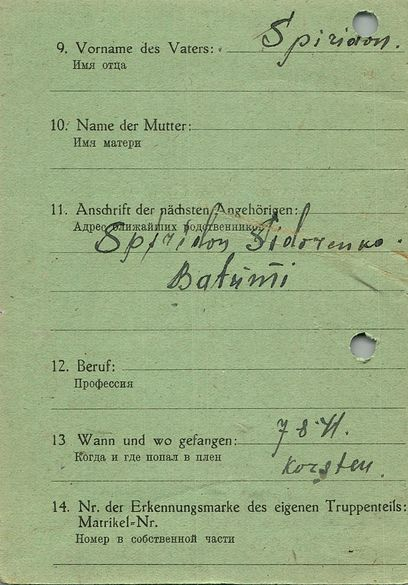 9. Vorname des Vaters: Spiridon.
Имя отца
10. Name der Mutter:
Имя матери
11. Anschrift der nächsten Angehörigen:
Адрес ближайших родственников
Spiridon Sidorenko.
Batumi
12. Beruf:
Профессия
13 Wann und wo gefangen: 7 8 41.
Когда и где попал в плен Korsten.
14. Nr. der Erkennungsmarke des eigenen Truppenteils:
Matrikel-Nr.
Номер в собственной части